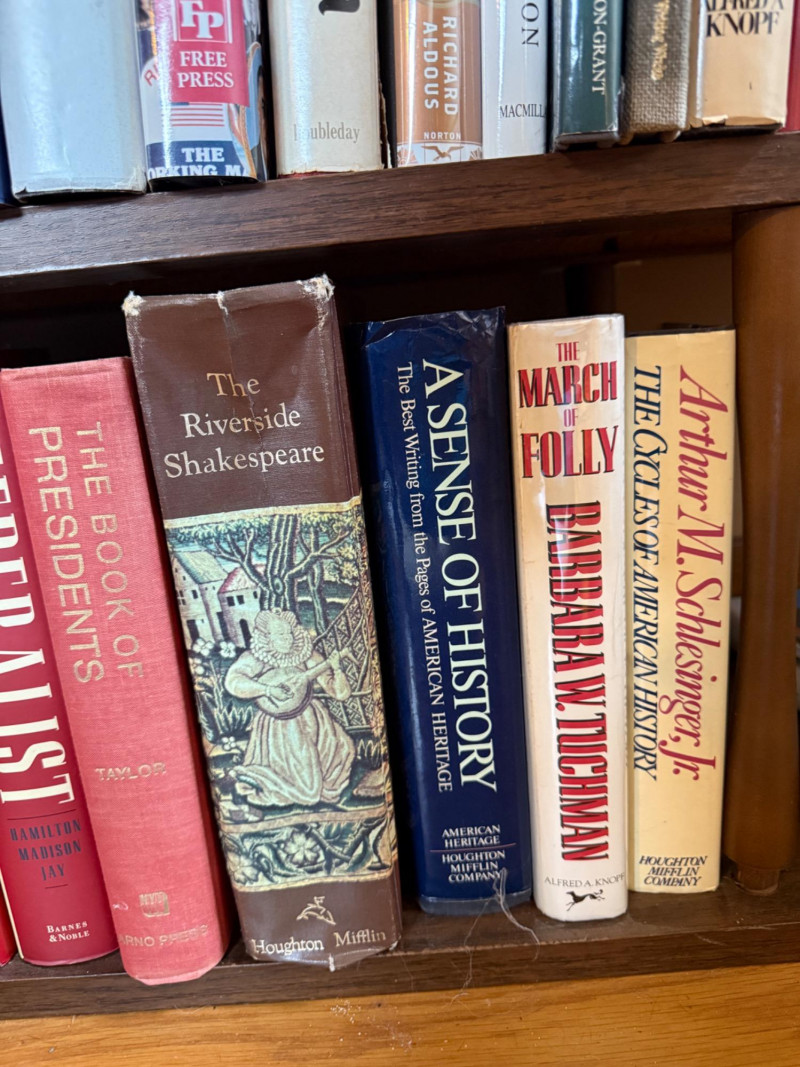 FP
FREE
PRESS
THE
Doubleday
RICHARD
ALDOUS
NORTON
ON
MACMILL
ON-GRANT
ALFRED A
KNOPF
ERALIST
HAMILTON
MADISON
JAY
BARNES
& NOBLE
THE BOOK OF
PRESIDENTS
TAYLOR
ARNO PRESS
The
Riverside
Shakespeare
Houghton Mifflin
A SENSE OF HISTORY
The Best Writing from the Pages of AMERICAN HERITAGE
AMERICAN
HERITAGE
HOUGHTON
MIFFLIN
COMPANY
THE
MARCH
OF
FOLLY
BARBARA W. TUCHMAN
ALFRED A. KNOPF
Arthur M. Schlesinger, Jr.
THE CYCLES OF AMERICAN HISTORY
HOUGHTON
MIFFLIN
COMPANY